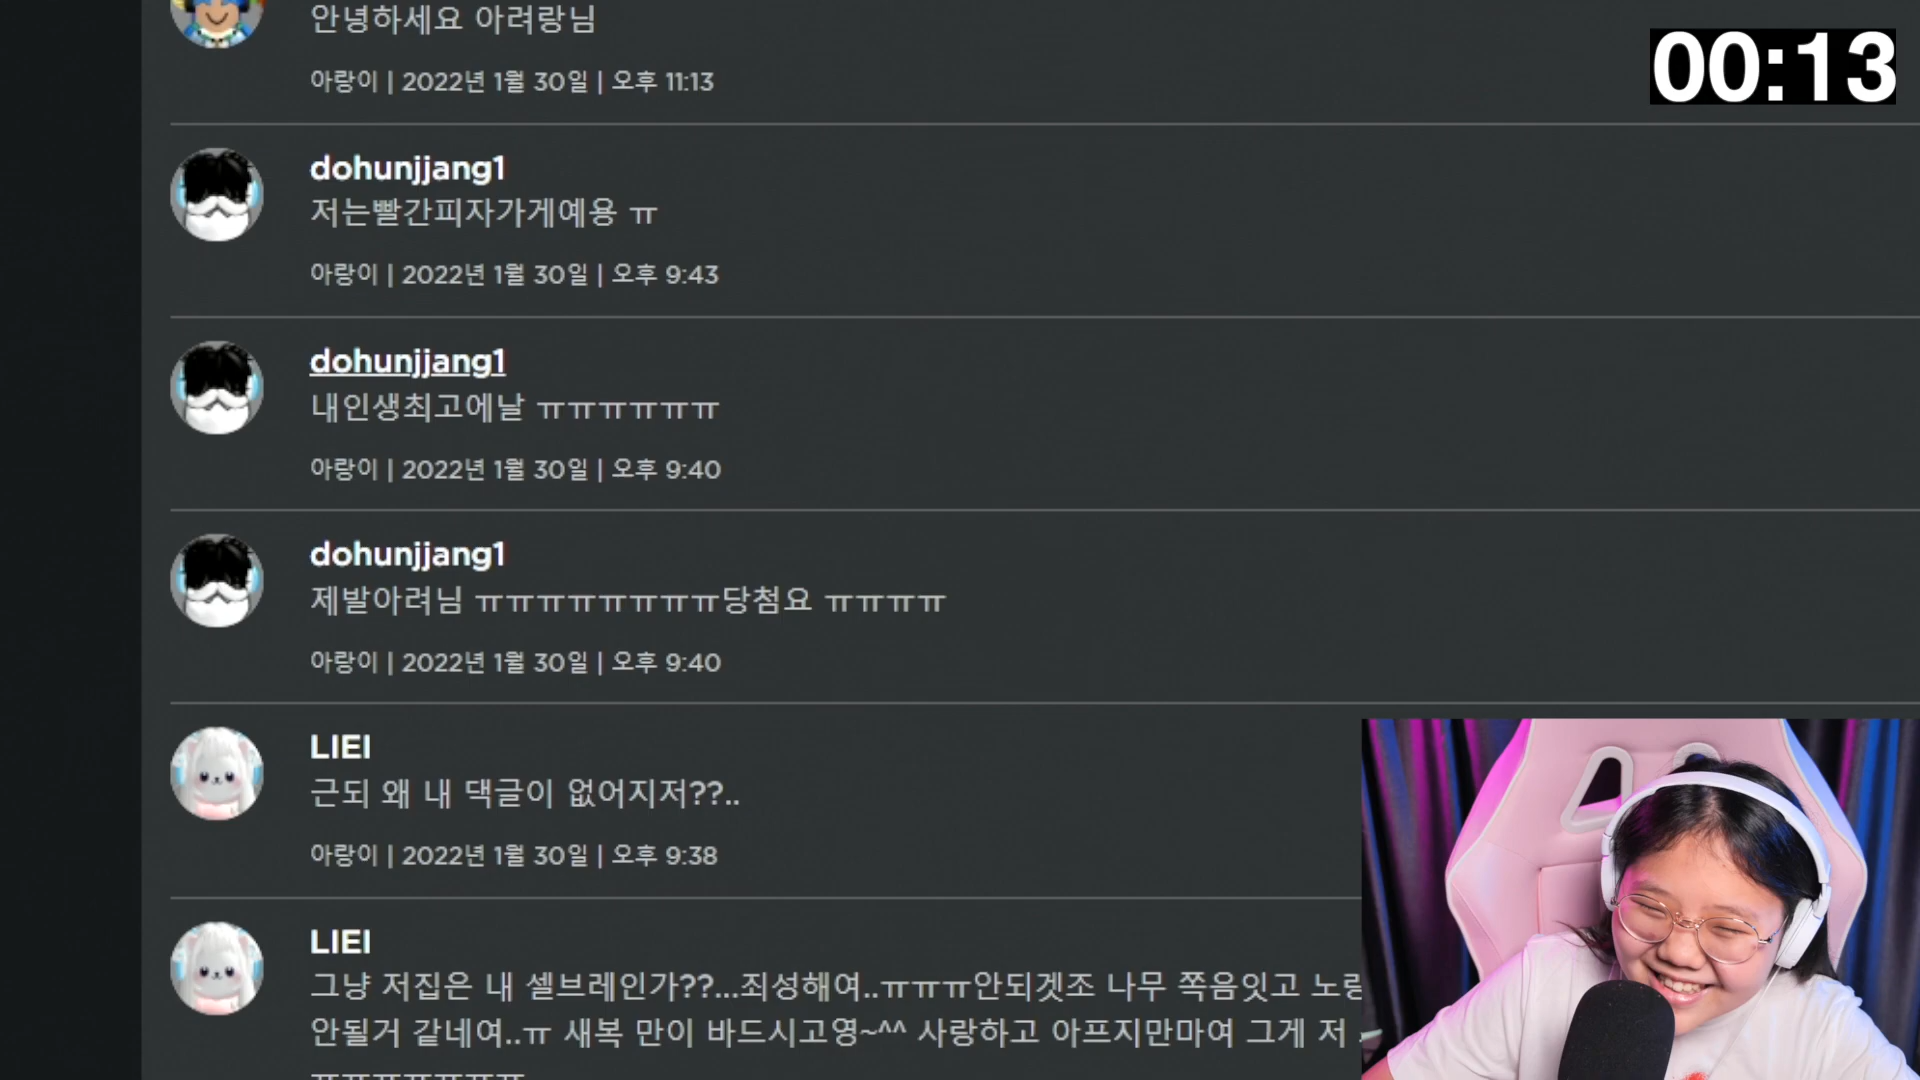 안녕하세요 아려랑님
아랑이 | 2022년 1월 30일 | 오후 11:13
00:13
dohunjjang1
저는빨간피자가게예용 ㅠ
아랑이 | 2022년 1월 30일 | 오후 9:43
dohunjjang1
내인생최고에날 ㅠㅠㅠㅠㅠㅠ
아랑이 | 2022년 1월 30일 | 오후 9:40
dohunjjang1
제발아려님 ㅠㅠㅠㅠㅠㅠㅠㅠ당첨요 ㅠㅠㅠㅠ
아랑이 | 2022년 1월 30일 | 오후 9:40
LIEI
근되 왜 내 댁글이 없어지저??..
아랑이 | 2022년 1월 30일 | 오후 9:38
LIEI
그냥 저집은 내 셀브레인가??...죄성해여..ㅠㅠㅠ안되겟조 나무 쪽음잇고 노랑
안될거 같네여..ㅠ 새복 만이 바드시고영~^^ 사랑하고 아프지만마여 그게 저